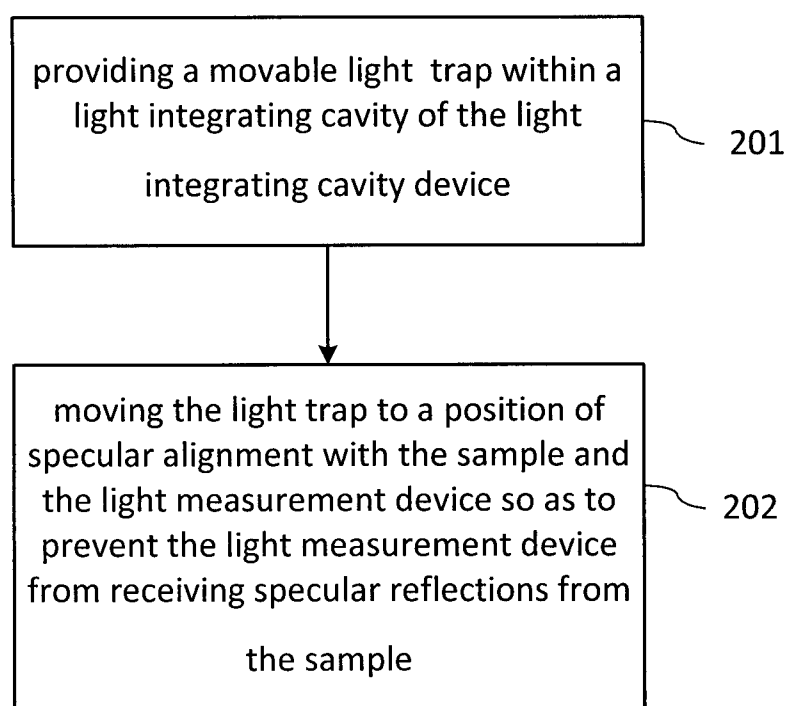 providing a movable light trap within a
light integrating cavity of the light
integrating cavity device
201
moving the light trap to a position of
specular alignment with the sample and
the light measurement device so as to
prevent the light measurement device
from receiving specular reflections from
the sample
202